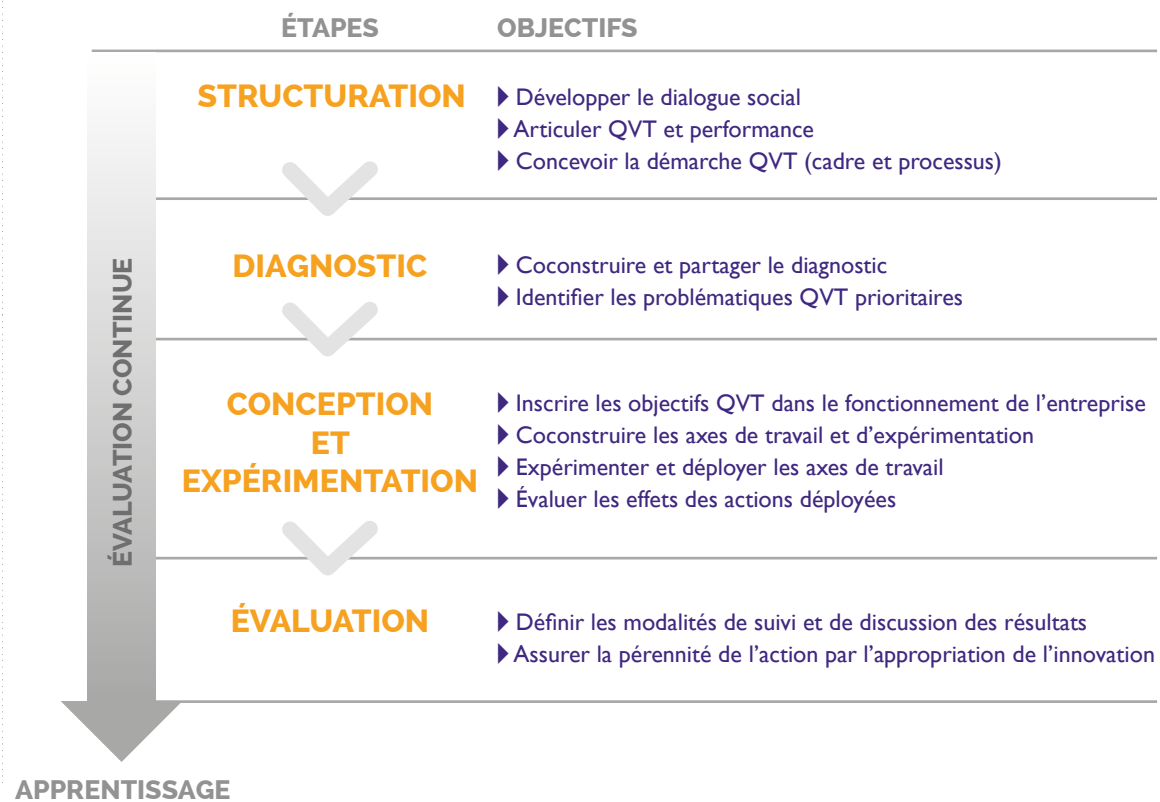 ÉTAPES
OBJECTIFS
STRUCTURATION
Développer le dialogue social
Articuler QVT et performance
Concevoir la démarche QVT (cadre et processus)
DIAGNOSTIC
Coconstruire et partager le diagnostic
Identifier les problématiques QVT prioritaires
CONCEPTION
ET
EXPÉRIMENTATION
Inscrire les objectifs QVT dans le fonctionnement de l’entreprise
Coconstruire les axes de travail et d’expérimentation
Expérimenter et déployer les axes de travail
Évaluer les effets des actions déployées
ÉVALUATION
Définir les modalités de suivi et de discussion des résultats
Assurer la pérennité de l’action par l’appropriation de l’innovation
ÉVALUATION CONTINUE
APPRENTISSAGE